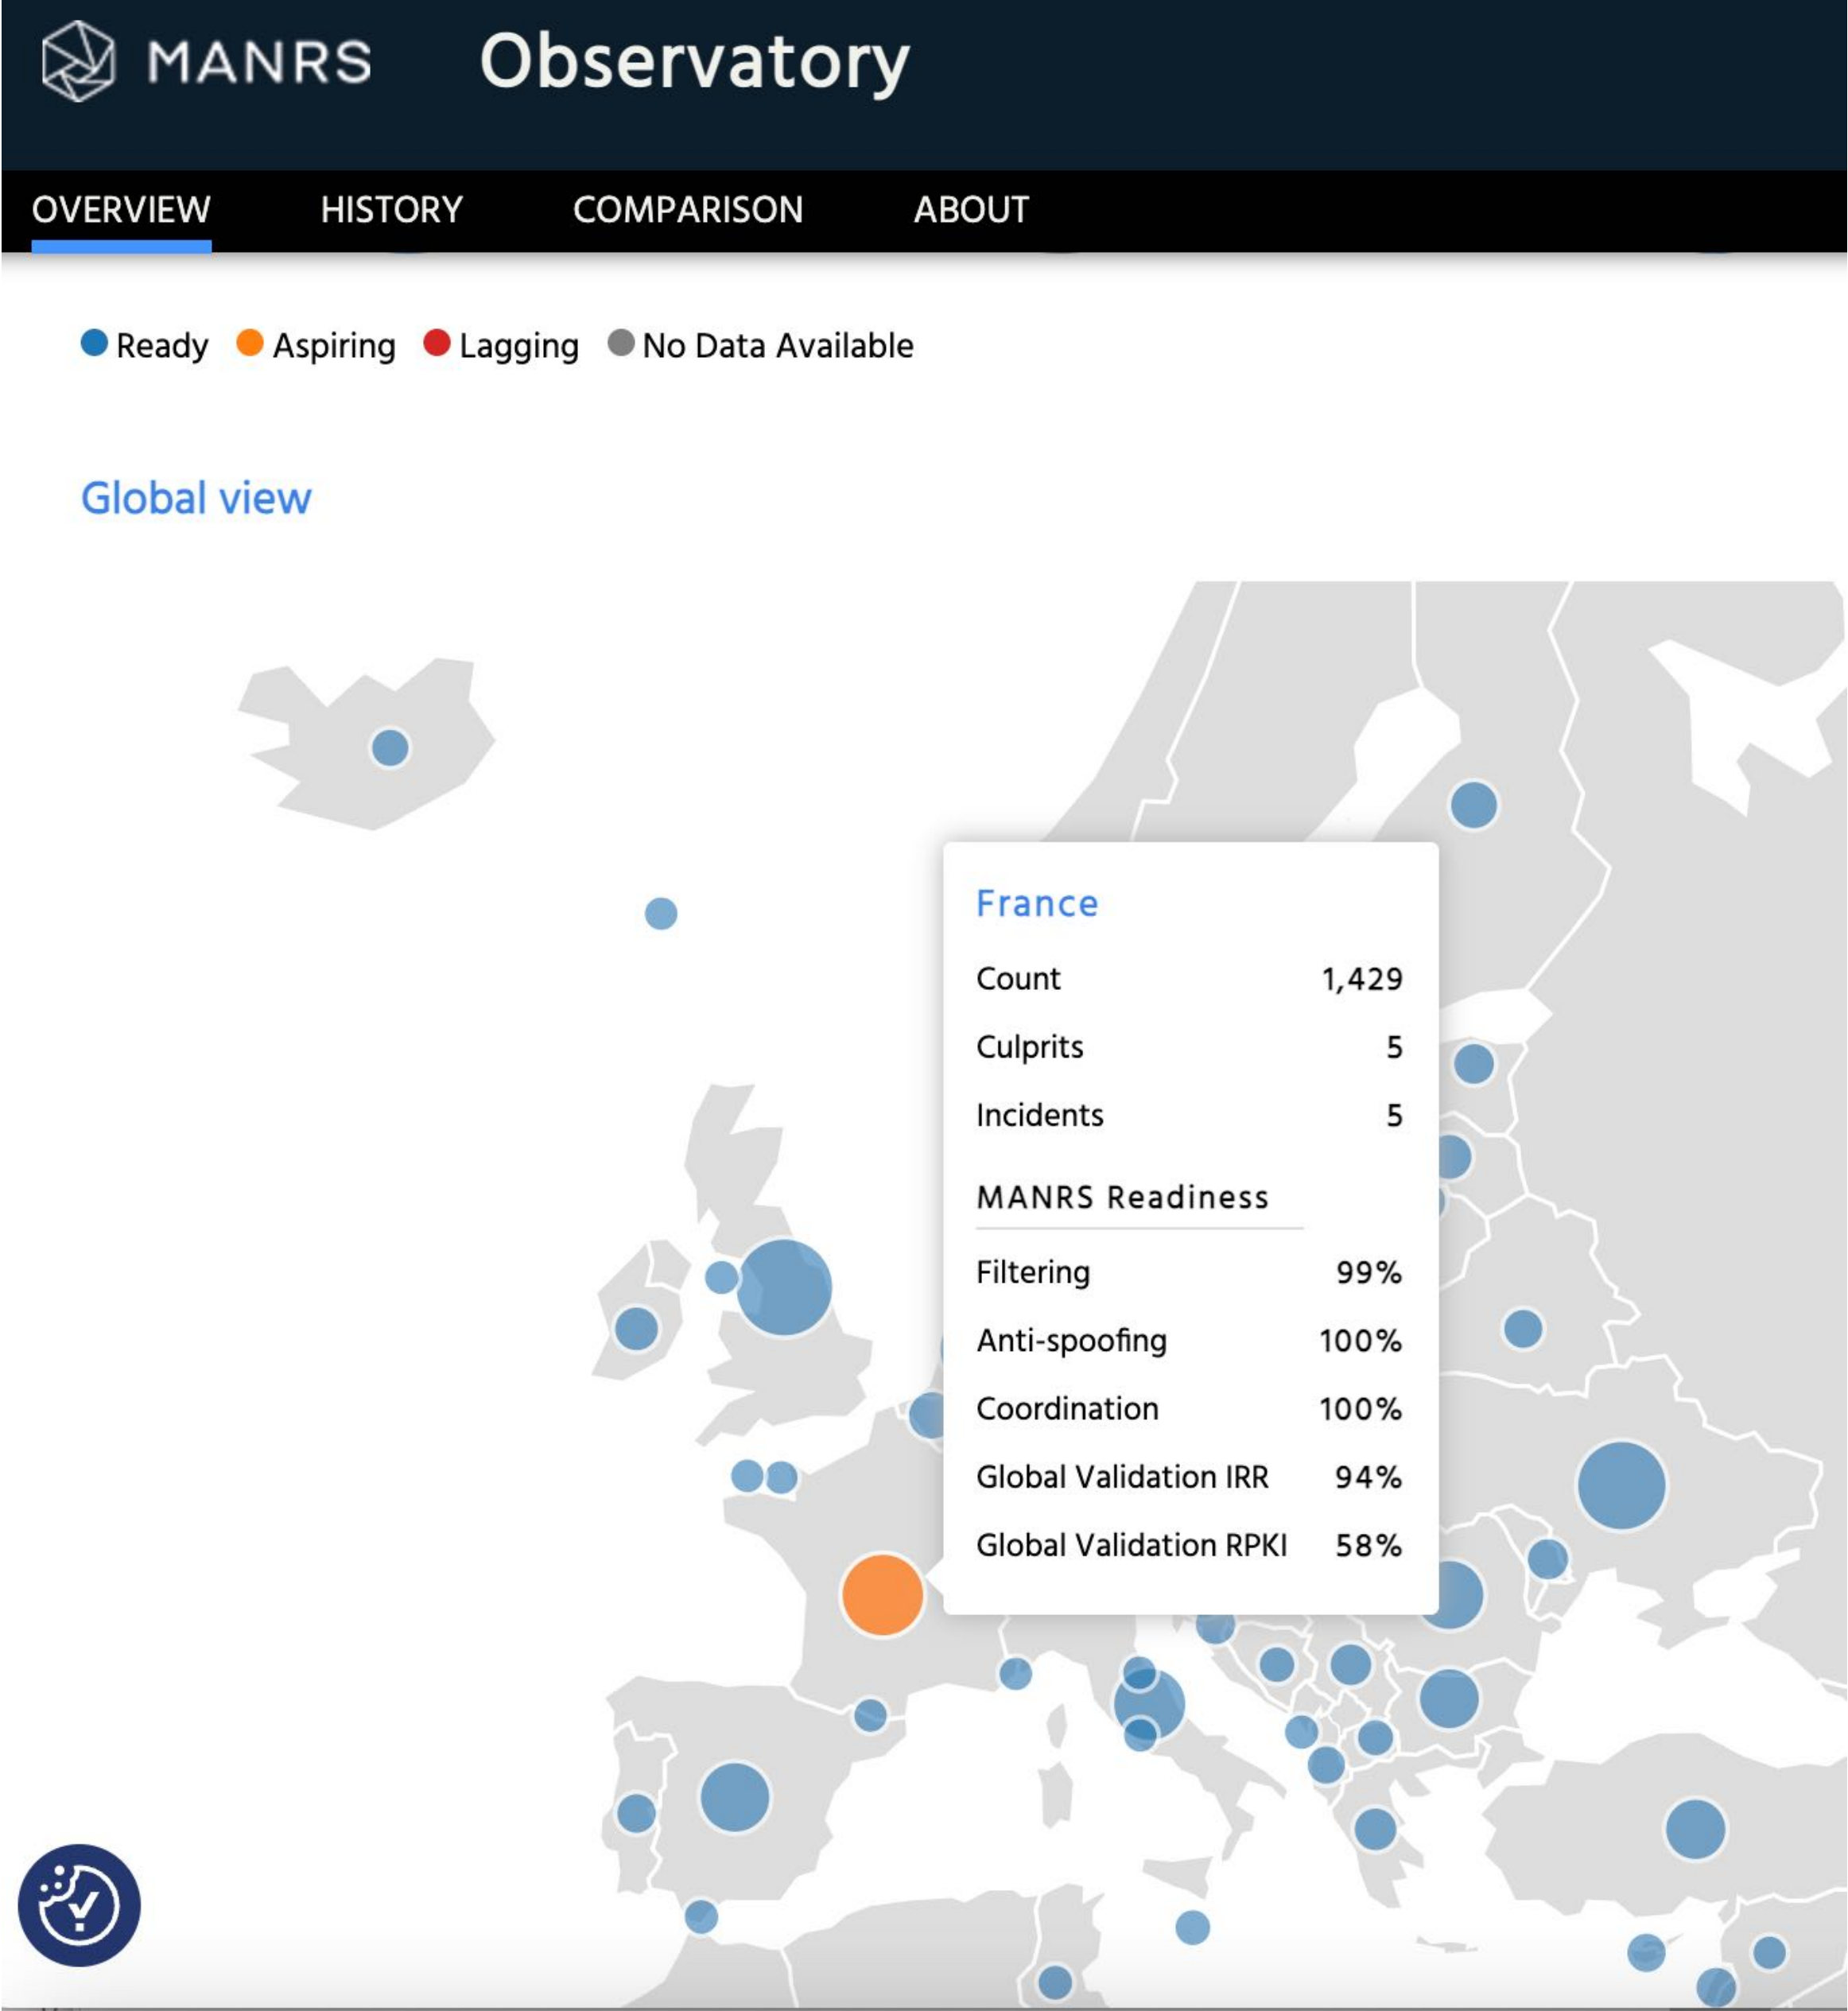 MANRS Observatory
OVERVIEW HISTORY COMPARISON ABOUT
Ready Aspiring Lagging No Data Available
Global view
France
Count 1,429
Culprits 5
Incidents 5
MANRS Readiness
Filtering 99%
Anti-spoofing 100%
Coordination 100%
Global Validation IRR 94%
Global Validation RPKI 58%